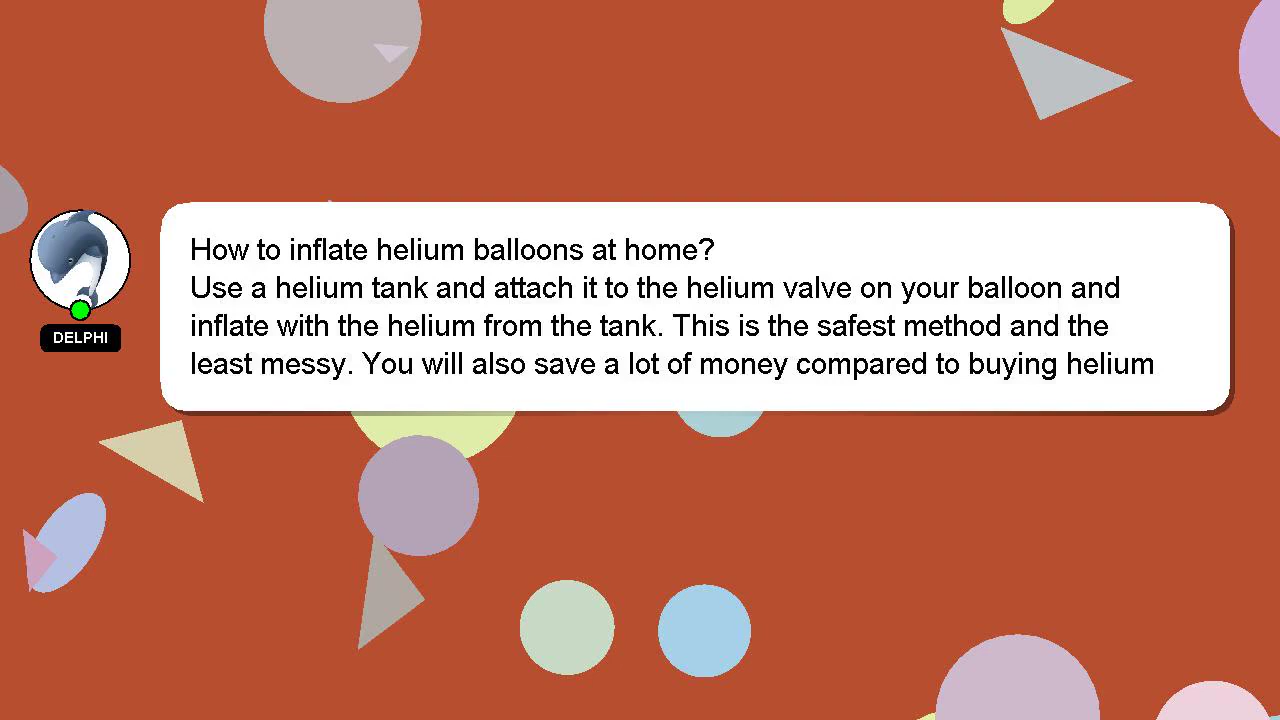 How to inflate helium balloons at home?
Use a helium tank and attach it to the helium valve on your balloon and
inflate with the helium from the tank. This is the safest method and the
least messy. You will also save a lot of money compared to buying helium
DELPHI